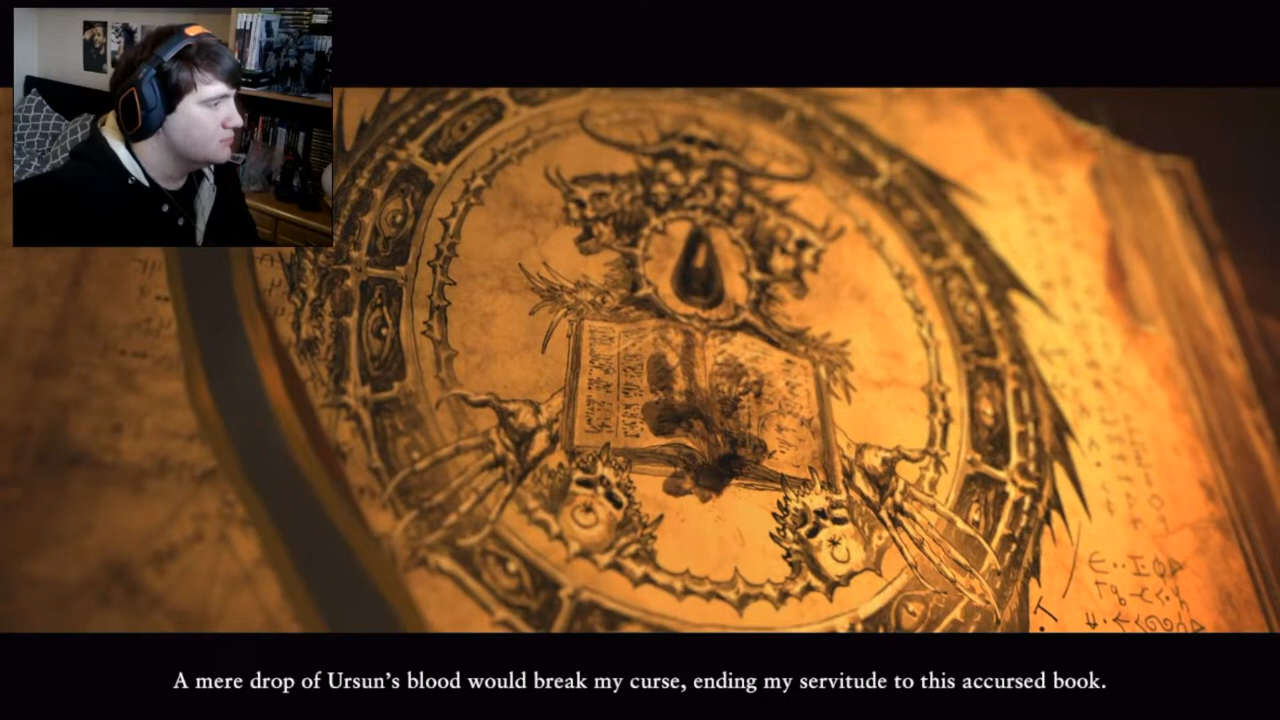 A mere drop of Ursun's blood would break my curse, ending my servitude to this accursed book.